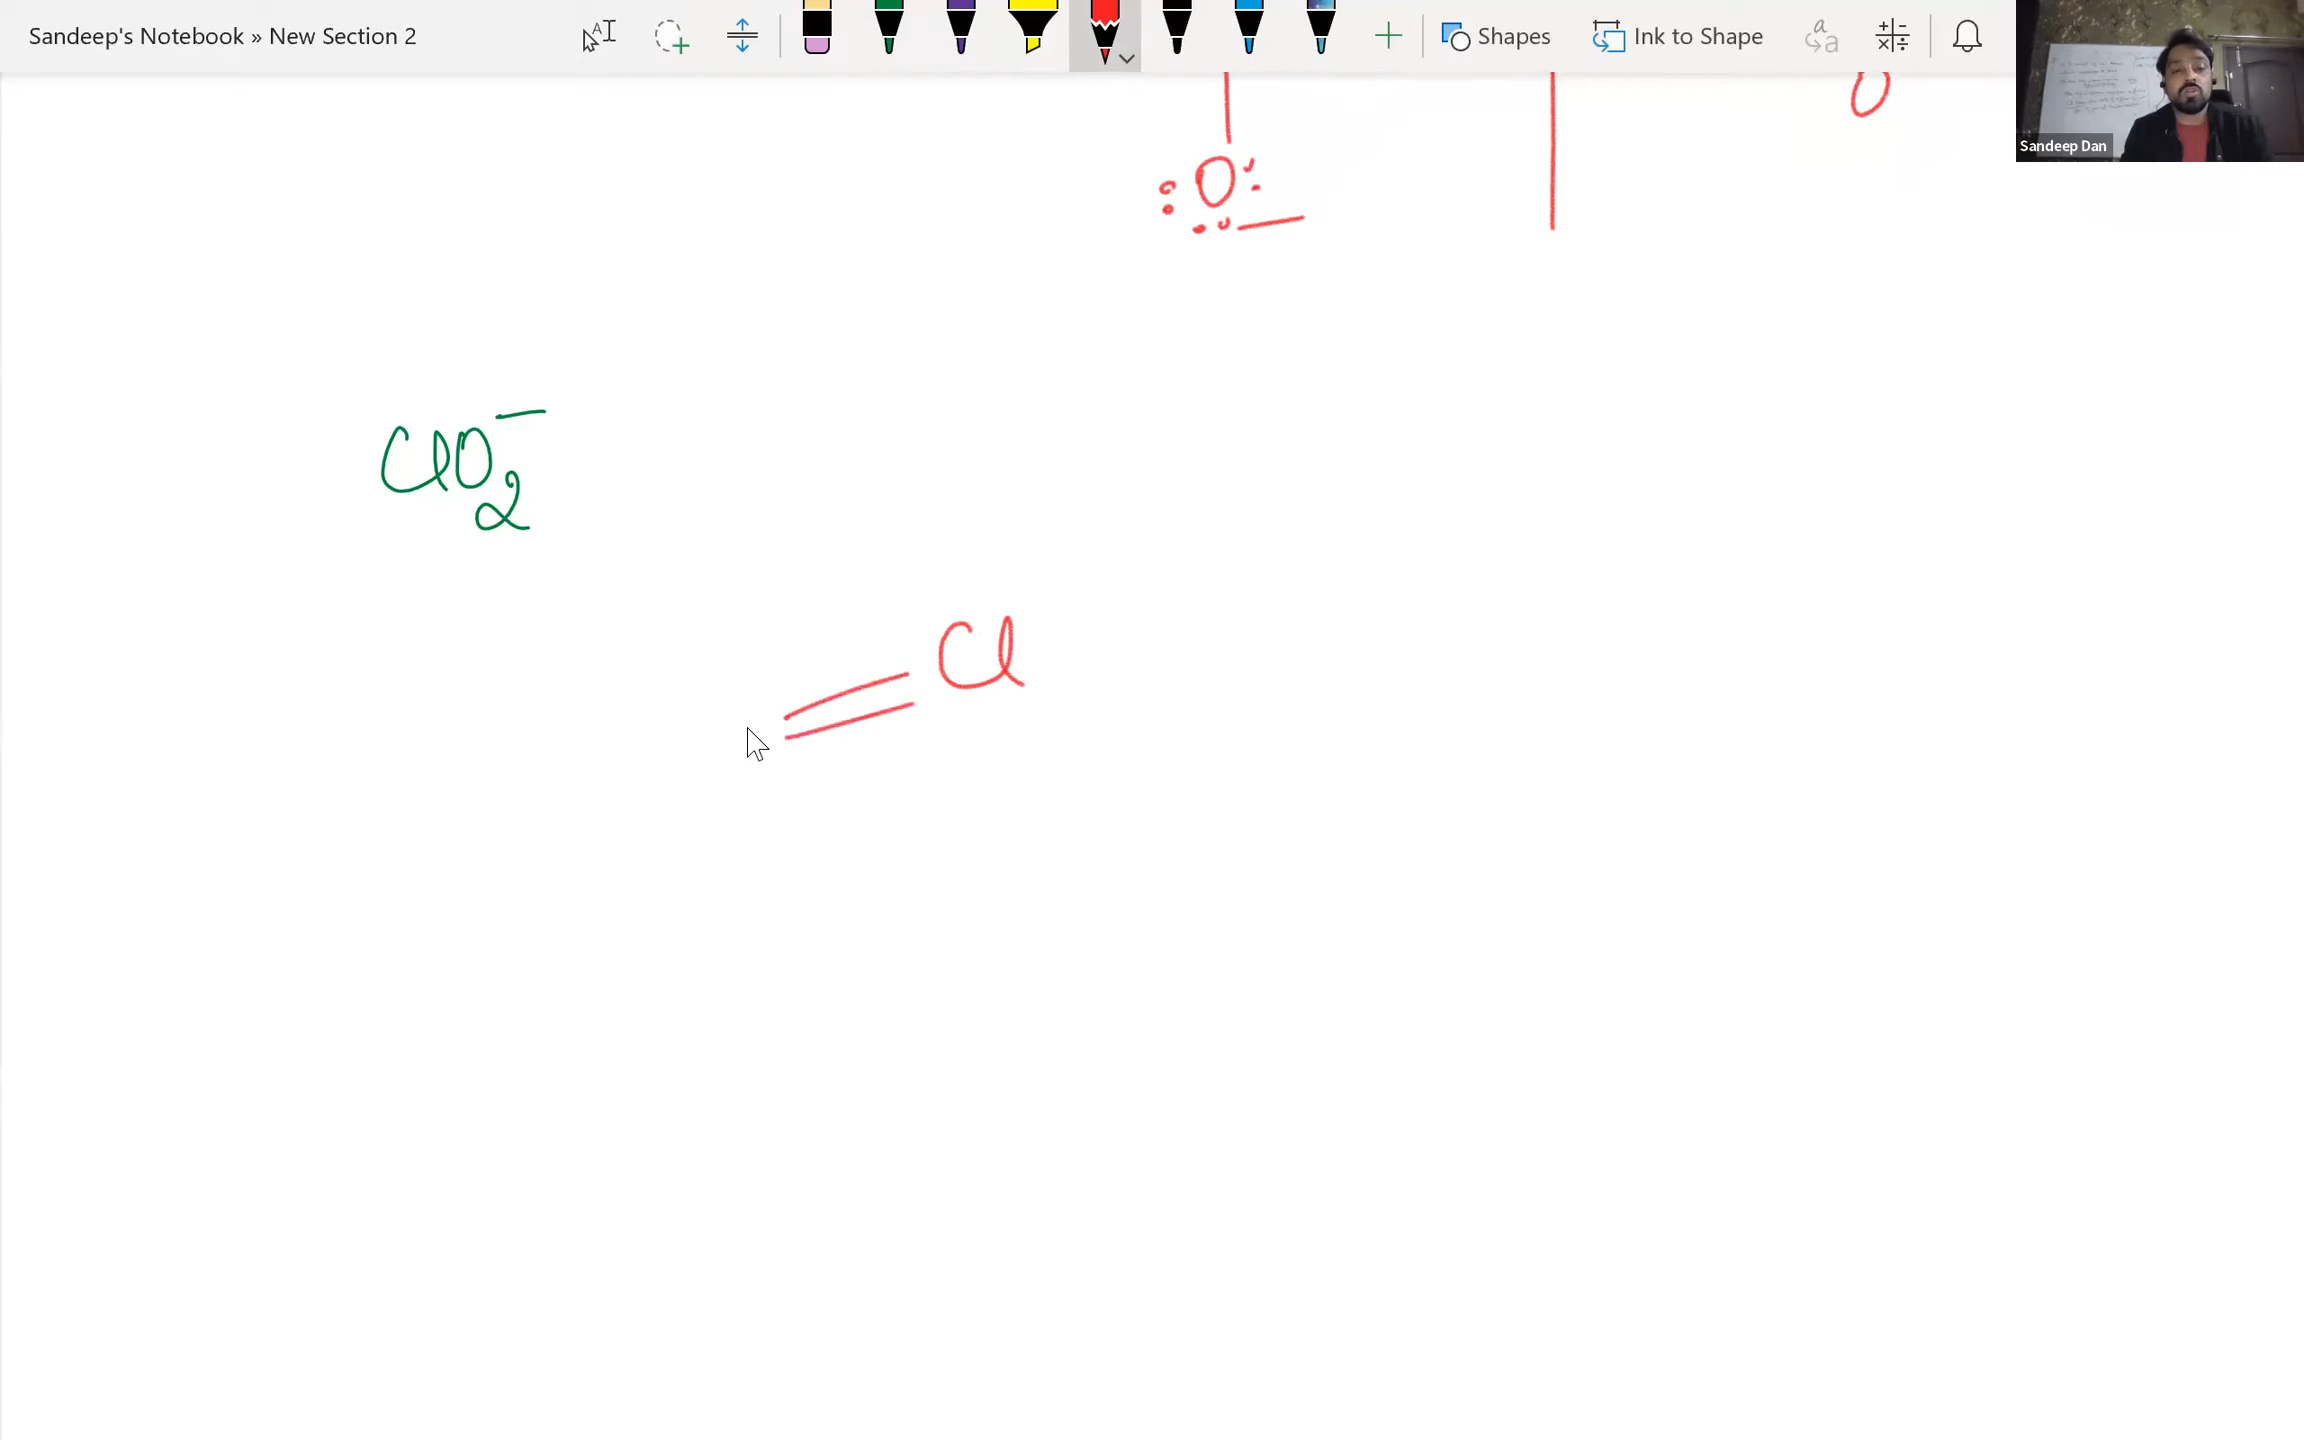 Sandeep's Notebook » New Section 2
Shapes
Ink to Shape
Sandeep Dan
O
:O:
ClO₂⁻
=Cl